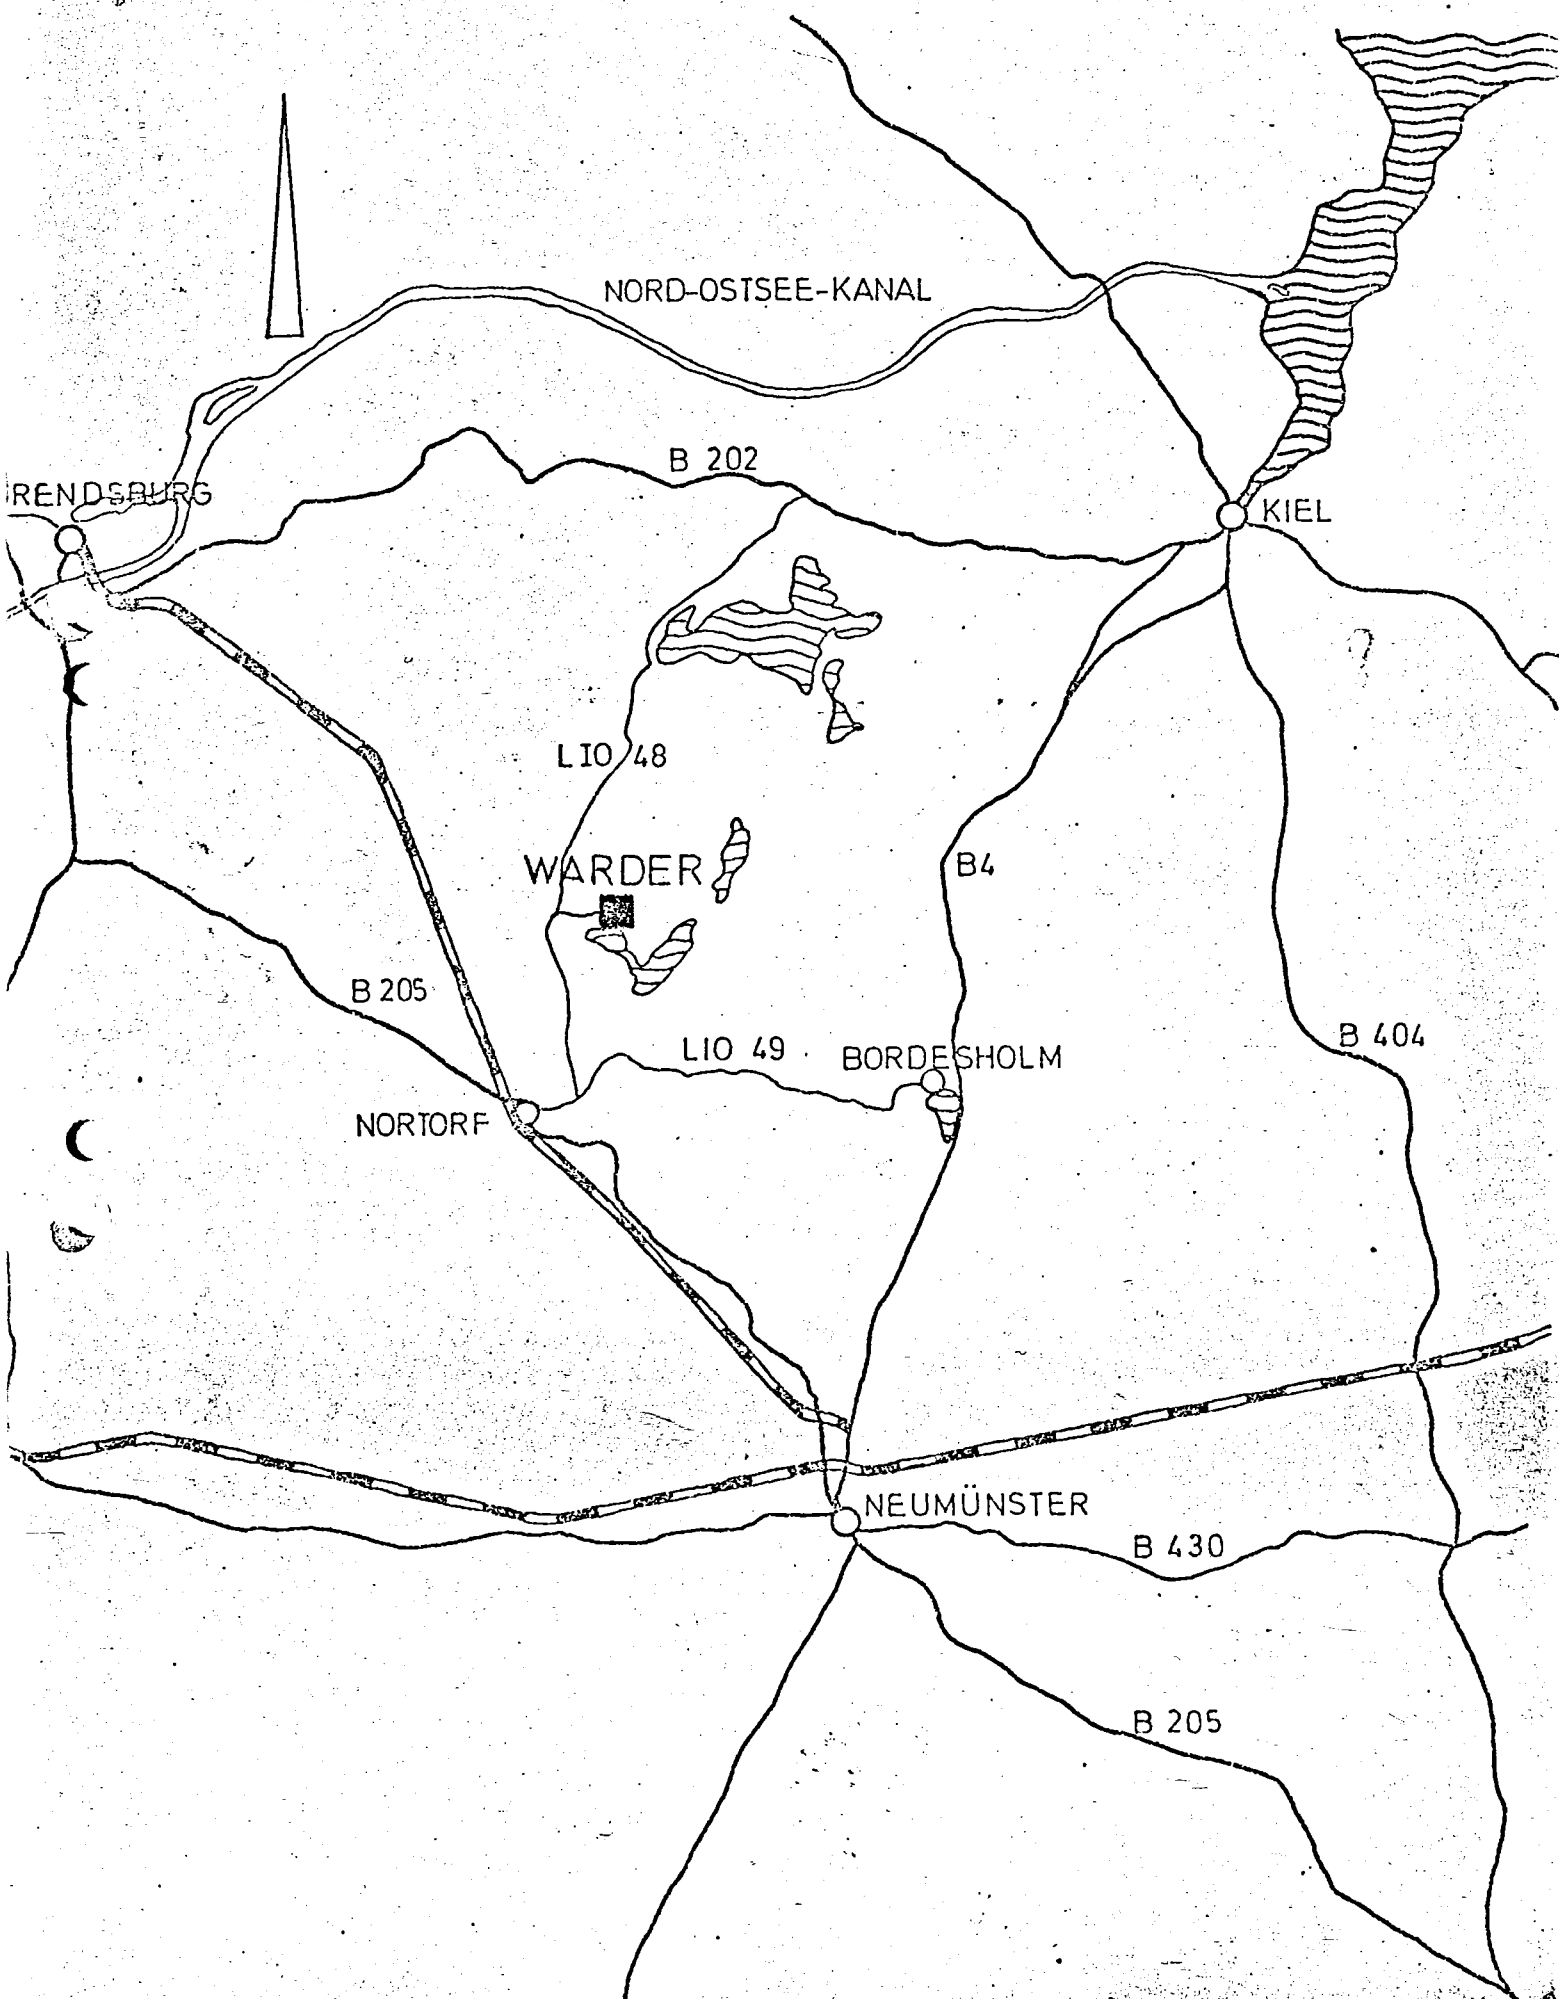 NORD-OSTSEE-KANAL
B 202
RENDSBURG
KIEL
LIO 48
WARDER
B4
B 205
LIO 49
BORDESHOLM
B 404
NORTORF
NEUMÜNSTER
B 430
B 205